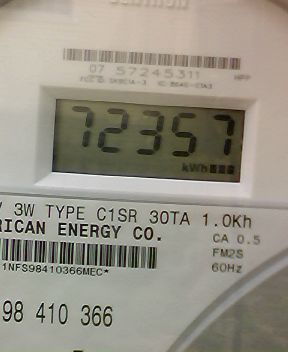 07 57245311
72357
kWh
V 3W TYPE C1SR 30TA 1.0Kh
RICAN ENERGY CO.
CA 0.5
FM2S
60Hz
1NFS98410366MEC*
98 410 366